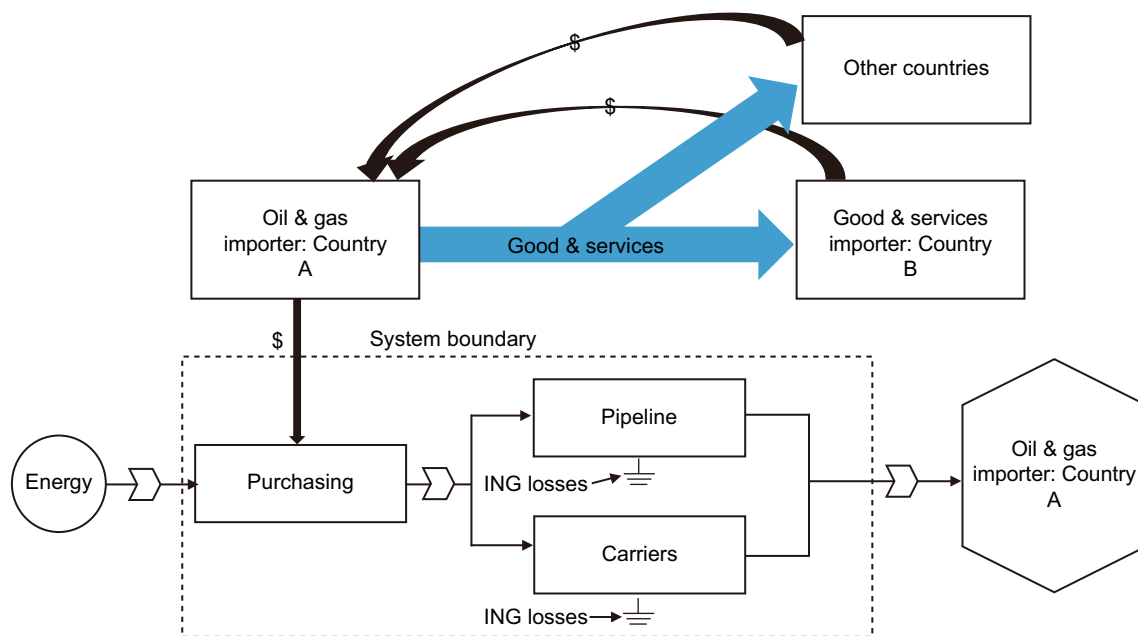 $
Other countries
$
Oil & gas
importer: Country
A
Good & services
Good & services
importer: Country
B
$
System boundary
Energy
Purchasing
Pipeline
ING losses
Carriers
ING losses
Oil & gas
importer: Country
A